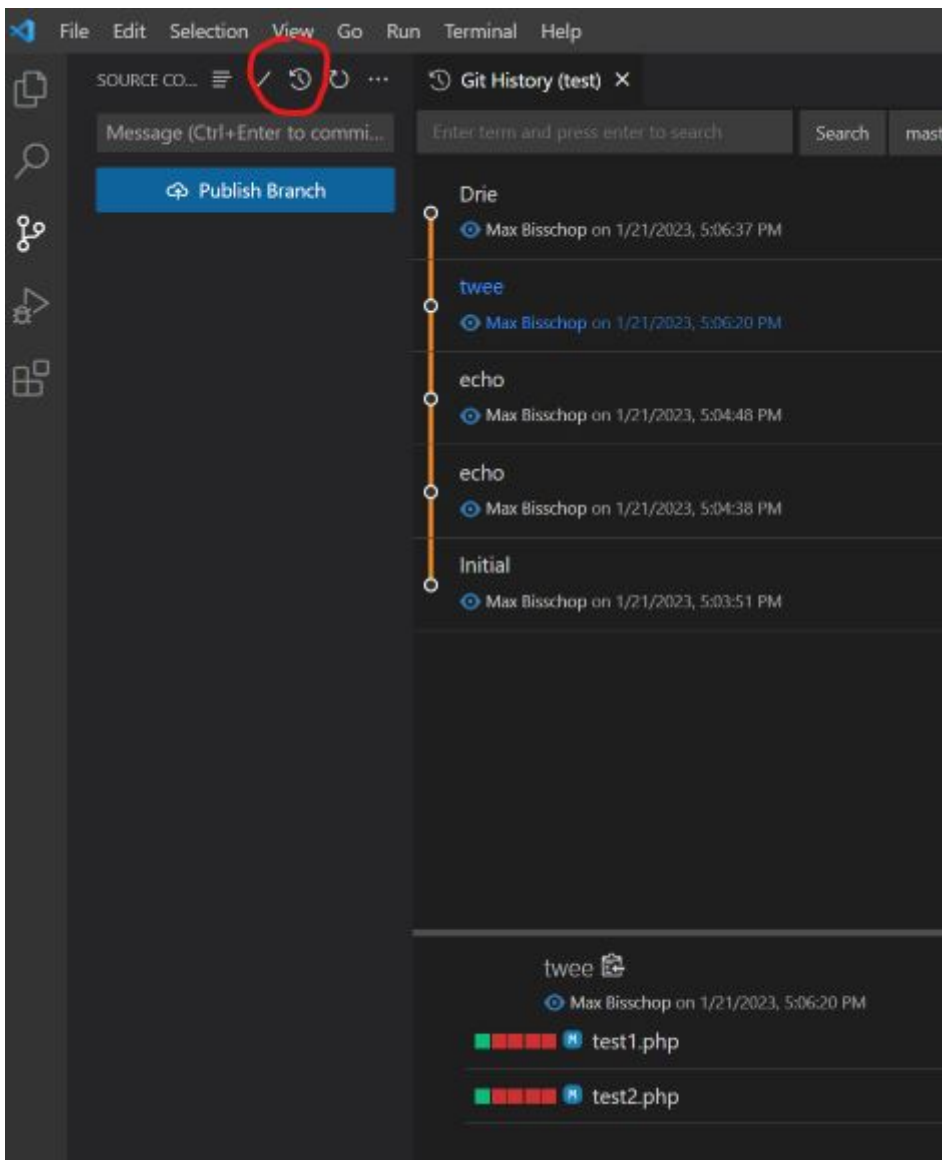 File Edit Selection View Go Run Terminal Help
SOURCE CO... Git History (test)
Message (Ctrl+Enter to commi... Enter term and press enter to search Search mast
Publish Branch
Drie
Max Bisschop on 1/21/2023, 5:06:37 PM
twee
Max Bisschop on 1/21/2023, 5:06:20 PM
echo
Max Bisschop on 1/21/2023, 5:04:48 PM
echo
Max Bisschop on 1/21/2023, 5:04:38 PM
Initial
Max Bisschop on 1/21/2023, 5:03:51 PM
twee
Max Bisschop on 1/21/2023, 5:06:20 PM
M test1.php
M test2.php